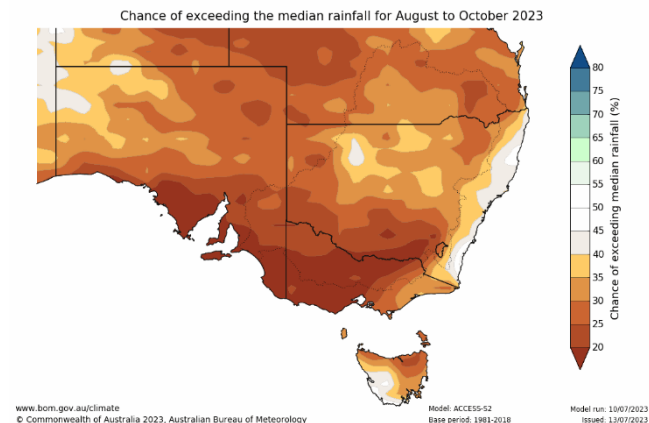 Chance of exceeding the median rainfall for August to October 2023
80
75
70
65
60
55
50
45
40
35
30
25
20
Chance of exceeding median rainfall (%)
www.bom.gov.au/climate
© Commonwealth of Australia 2023, Australian Bureau of Meteorology
Model: ACCESS-S2
Base period: 1981-2018
Model run: 10/07/2023
Issued: 13/07/2023